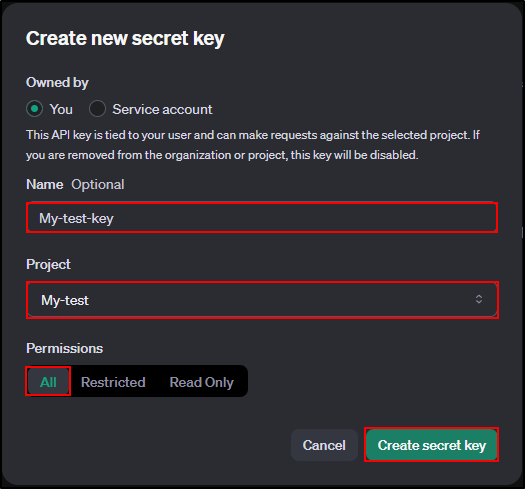 Create new secret key
Owned by
You Service account
This API key is tied to your user and can make requests against the selected project. If
you are removed from the organization or project, this key will be disabled.
Name Optional
My-test-key
Project
My-test
Permissions
All Restricted Read Only
Cancel Create secret key